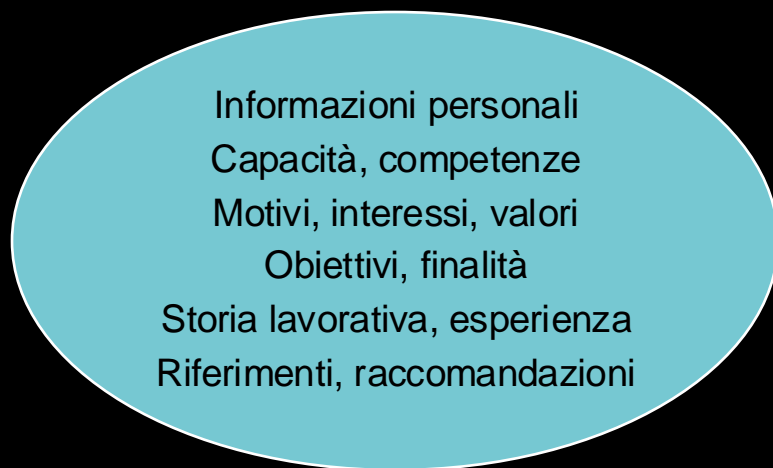 Informazioni personali
Capacità, competenze
Motivi, interessi, valori
Obiettivi, finalità
Storia lavorativa, esperienza
Riferimenti, raccomandazioni